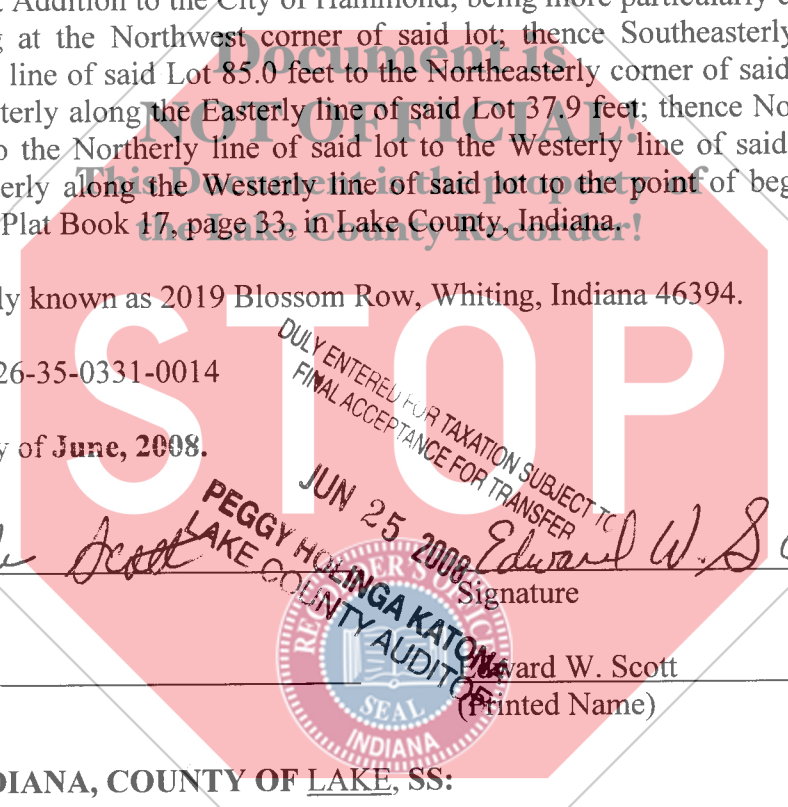 Addition to the City of Hammond, being more particularly
at the Northwest corner of said lot; thence Southeasterly
Document is
line of said Lot 85.0 feet to the Northeasterly corner of said
terly along the Easterly line of said Lot 37.9 feet; thence No
NOT OFFICIAL!
o the Northerly line of said lot to the Westerly line of said
erly along the Westerly line of said lot to the point of beg
This Document is the property of
Plat Book 17, page 33, in Lake County, Indiana.
the Lake County Recorder!
ly known as 2019 Blossom Row, Whiting, Indiana 46394.
STOP
DULY ENTERED FOR TAXATION SUBJECT TO
FINAL ACCEPTANCE FOR TRANSFER
26-35-0331-0014
y of June, 2008.
JUN 25 2008
PEGGY HOLINGA KATONA
LAKE COUNTY AUDITOR
Scott
Edward W. S
Signature
Edward W. Scott
(Printed Name)
RECORDER'S OFFICE
SEAL
INDIANA
DIANA, COUNTY OF LAKE, SS: